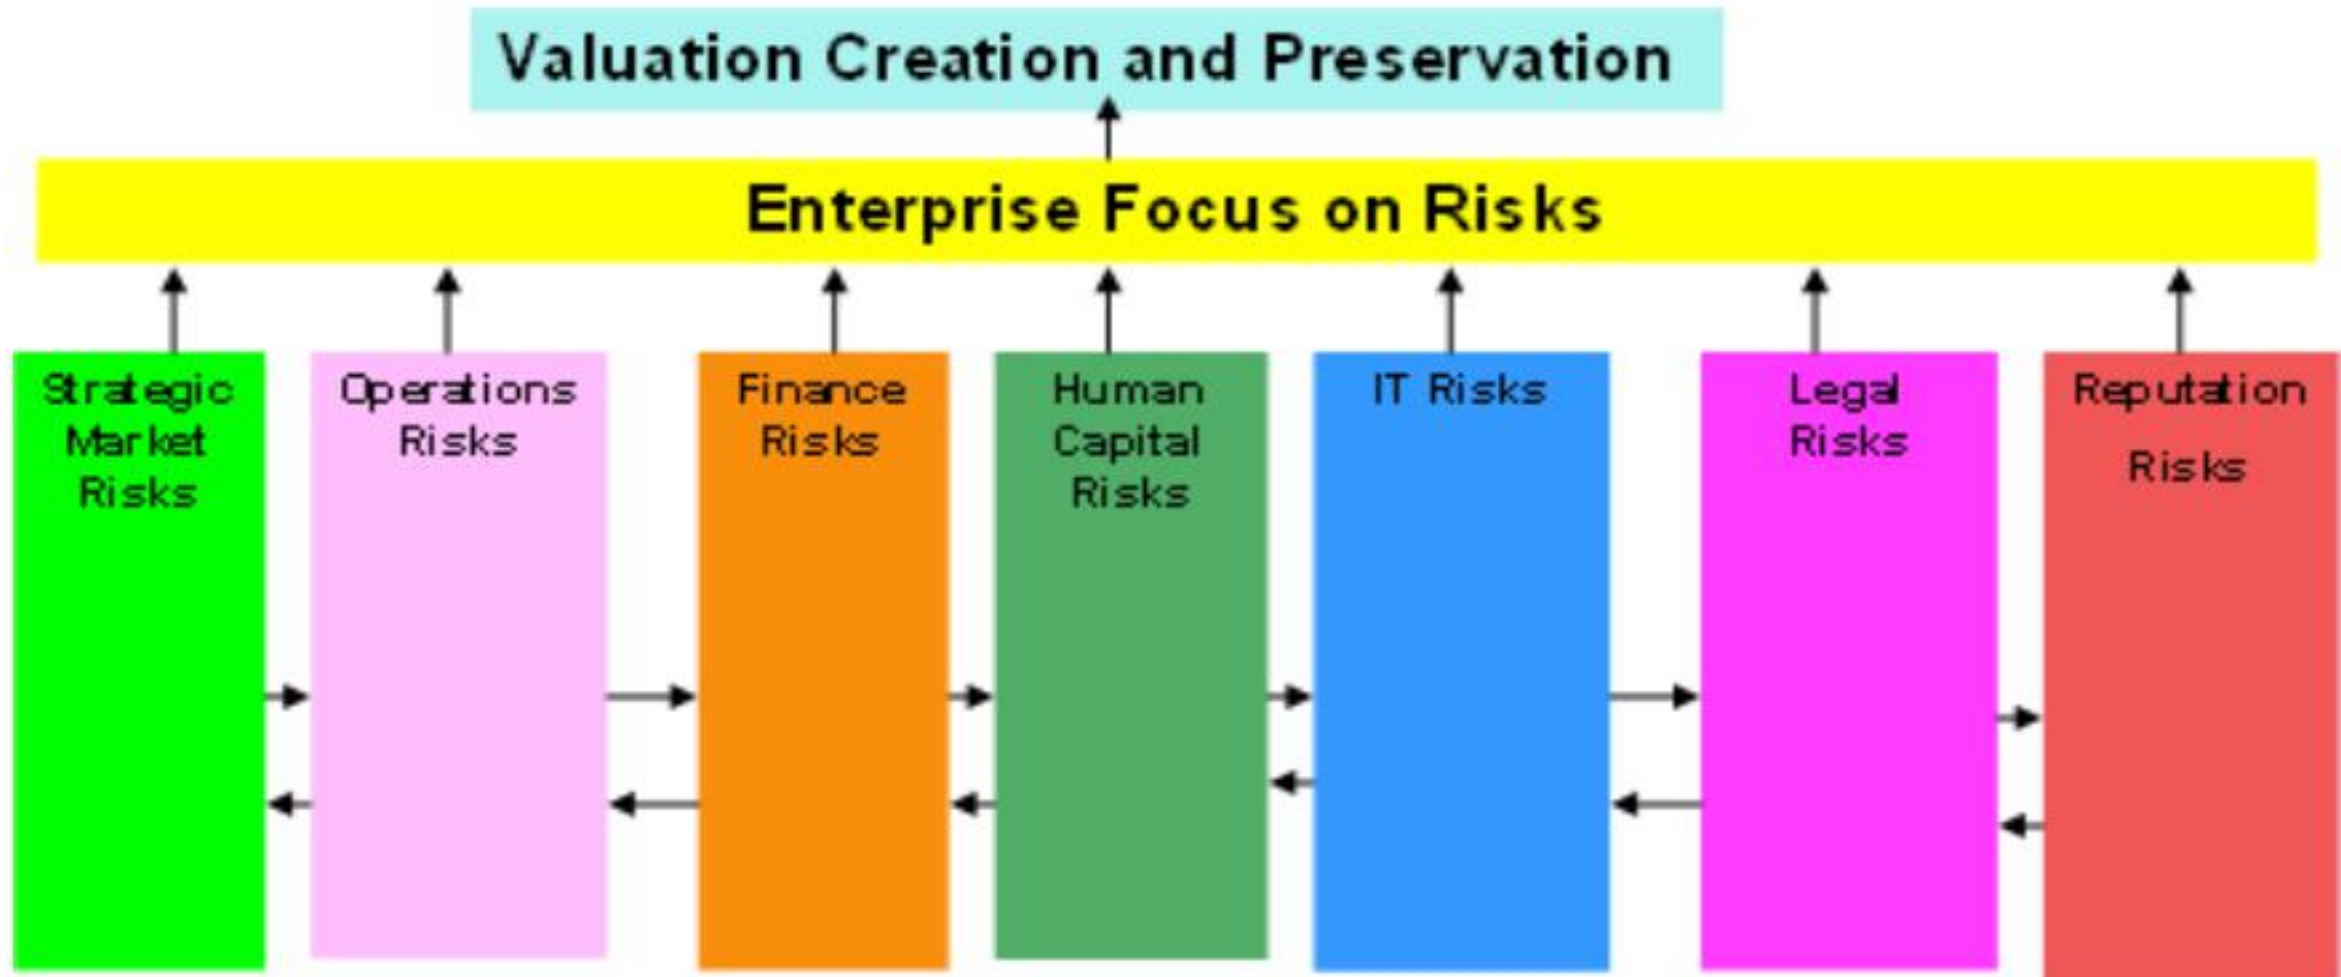 Valuation Creation and Preservation
Enterprise Focus on Risks
Strategic
Market
Risks
Operations
Risks
Finance
Risks
Human
Capital
Risks
IT Risks
Legal
Risks
Reputation
Risks